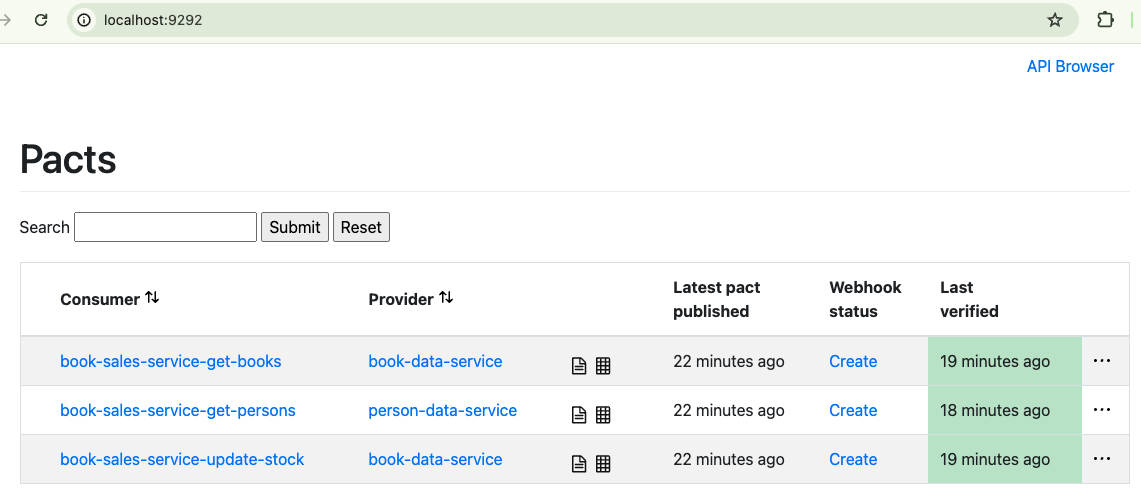 localhost:9292
API Browser
Pacts
Search Submit Reset
Consumer Provider Latest pact published Webhook status Last verified
book-sales-service-get-books book-data-service 22 minutes ago Create 19 minutes ago ...
book-sales-service-get-persons person-data-service 22 minutes ago Create 18 minutes ago ...
book-sales-service-update-stock book-data-service 22 minutes ago Create 19 minutes ago ...